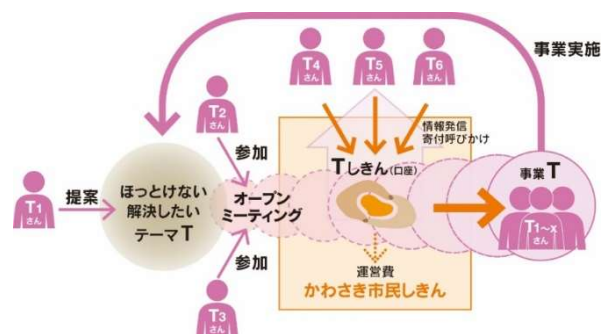 事業実施
T4
さん
T5
さん
T6
さん
T2
さん
参加
情報発信
寄付呼びかけ
Tしきん(口座)
事業 T
T1
さん
提案
ほっとけない
解決したい
テーマ T
オープン
ミーティング
T1~x
さん
参加
運営費
かわさき市民しきん
T3
さん